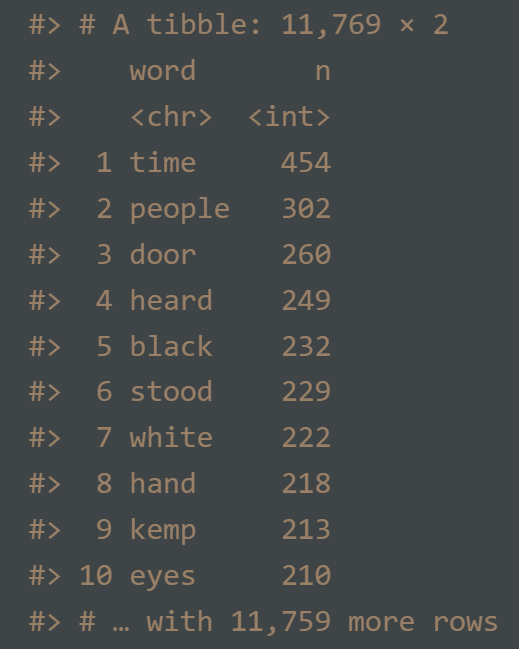 #> # A tibble: 11,769 × 2
#>    word       n
#>    <chr>  <int>
#>  1 time     454
#>  2 people   302
#>  3 door     260
#>  4 heard    249
#>  5 black    232
#>  6 stood    229
#>  7 white    222
#>  8 hand     218
#>  9 kemp     213
#> 10 eyes     210
#> # … with 11,759 more rows